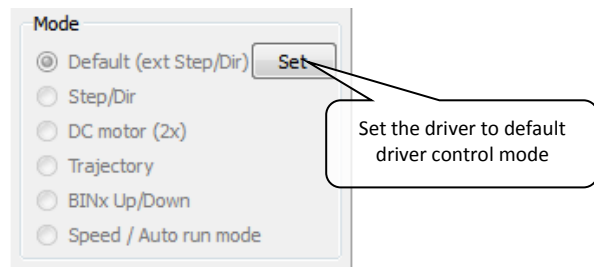 Mode
Default (ext Step/Dir) Set
Step/Dir
DC motor (2x)
Trajectory
BINx Up/Down
Speed / Auto run mode
Set the driver to default
driver control mode